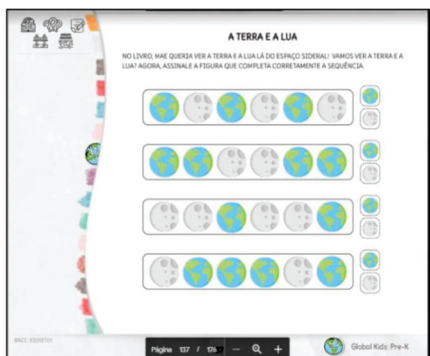 A TERRA E A LUA
NO LIVRO, MAE QUERIA VER A TERRA E A LUA LÁ DO ESPAÇO SIDERAL! VAMOS VER A TERRA E A
LUA? AGORA, ASSINALE A FIGURA QUE COMPLETA CORRETAMENTE A SEQUÊNCIA.
Página 137 / 176
Global Kids: Pre-K